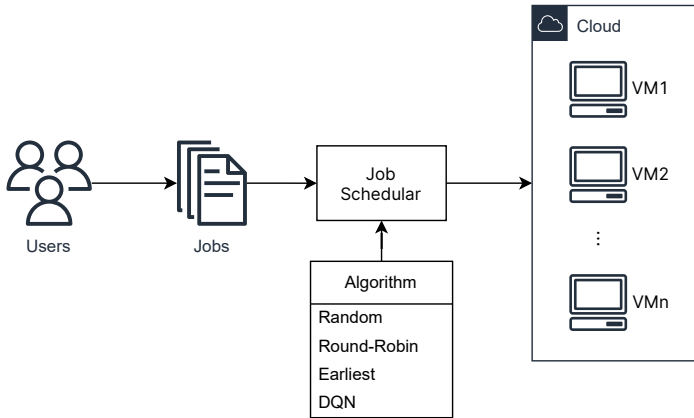 Cloud
VM1
VM2
⋮
VMn
Users
Jobs
Job
Schedular
Algorithm
Random
Round-Robin
Earliest
DQN